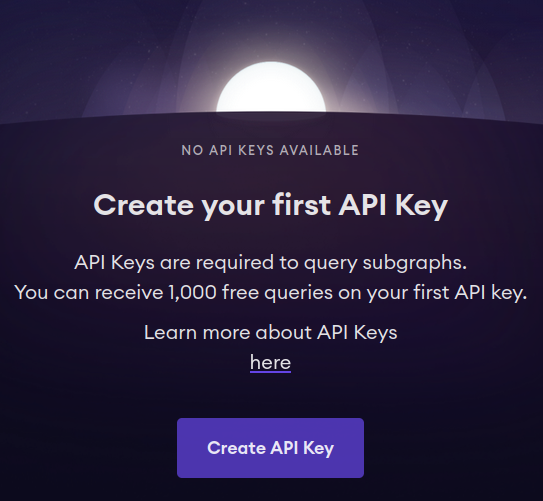 NO API KEYS AVAILABLE
Create your first API Key
API Keys are required to query subgraphs.
You can receive 1,000 free queries on your first API key.
Learn more about API Keys
here
Create API Key